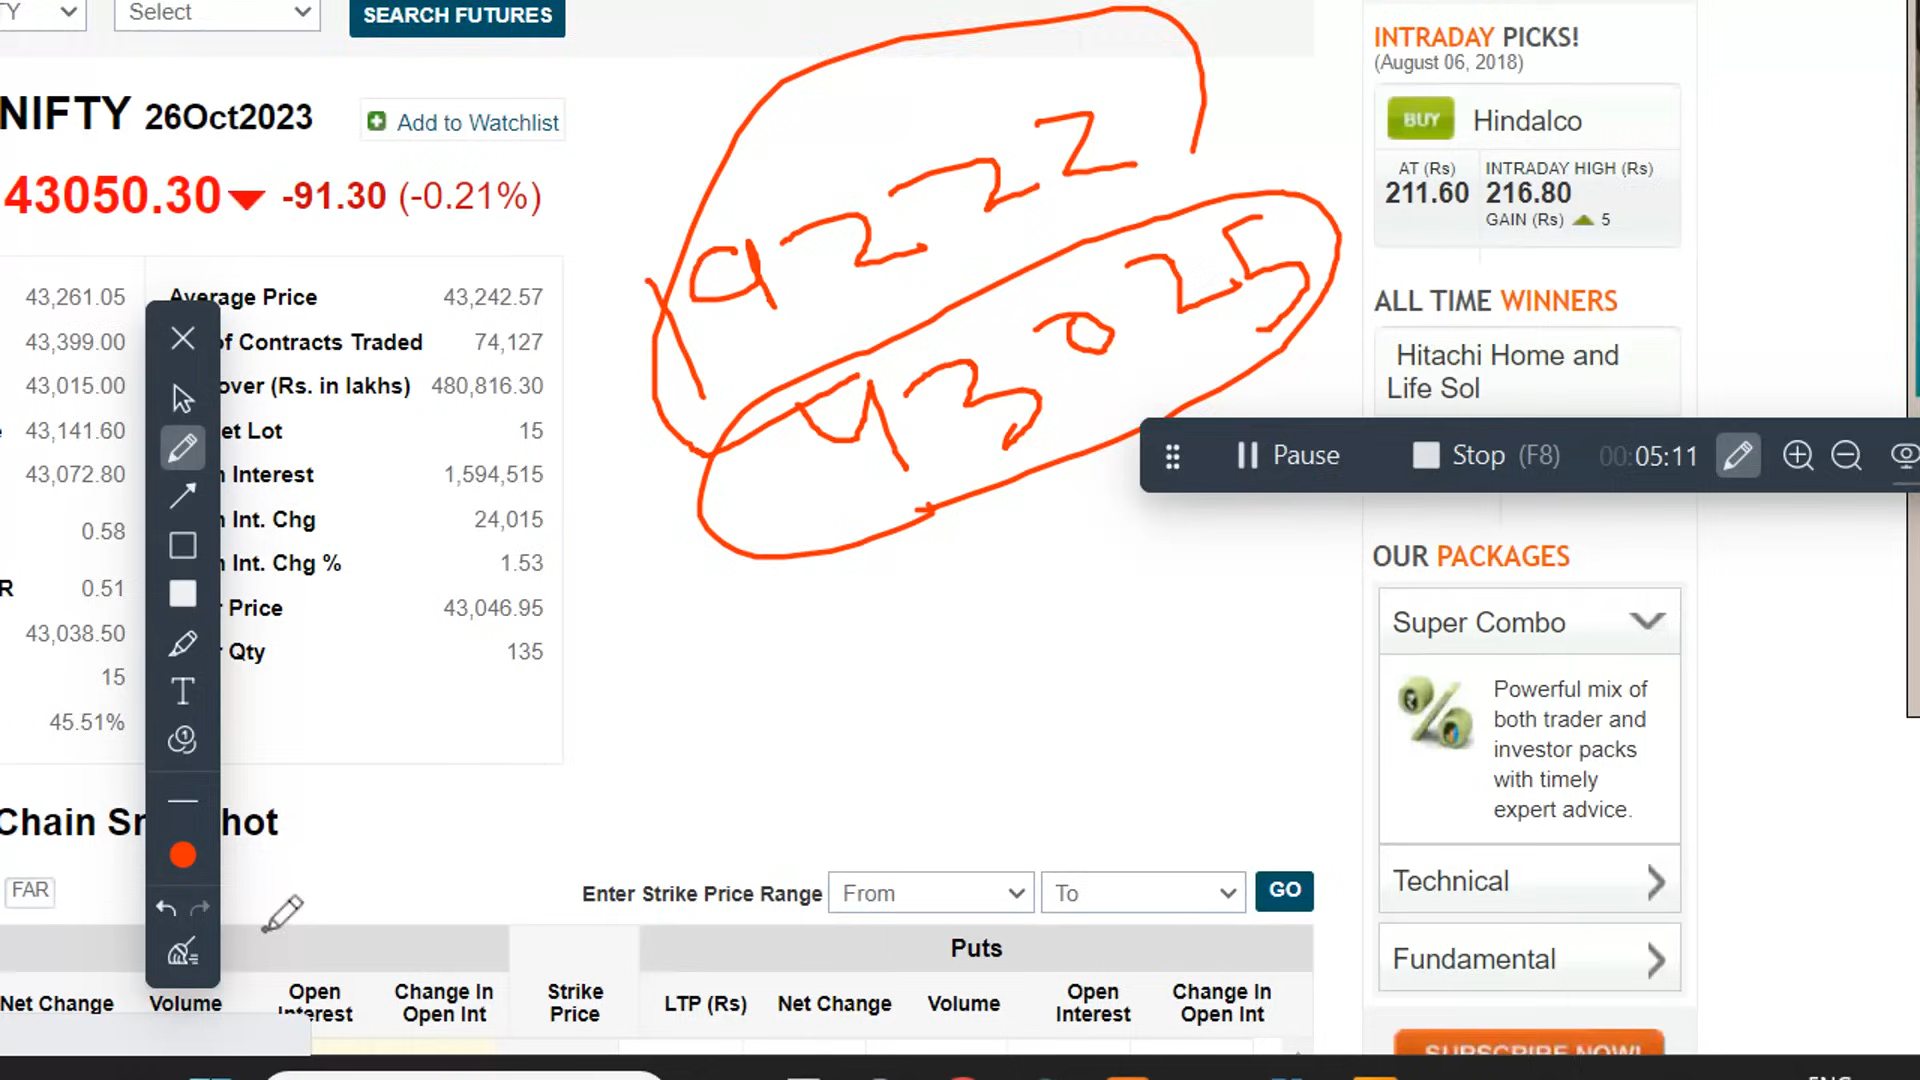 TY
Select
SEARCH FUTURES
NIFTY 26Oct2023
Add to Watchlist
43050.30 -91.30 (-0.21%)
43,261.05
43,399.00
43,015.00
43,141.60
43,072.80
0.58
R 0.51
43,038.50
15
45.51%
Average Price 43,242.57
of Contracts Traded 74,127
over (Rs. in lakhs) 480,816.30
et Lot 15
Interest 1,594,515
Int. Chg 24,015
Int. Chg % 1.53
Price 43,046.95
Qty 135
43025
INTRADAY PICKS!
(August 06, 2018)
BUY Hindalco
AT (Rs) INTRADAY HIGH (Rs)
211.60 216.80
GAIN (Rs) 5
ALL TIME WINNERS
Hitachi Home and
Life Sol
Pause Stop (F8) 00:05:11
OUR PACKAGES
Super Combo
Powerful mix of
both trader and
investor packs
with timely
expert advice.
Technical
Fundamental
SUBSCRIBE NOW!
T
Chain Sn hot
FAR
Enter Strike Price Range From To GO
Puts
Net Change Volume Open Interest Change In Open Int Strike Price LTP (Rs) Net Change Volume Open Interest Change In Open Int
ENG